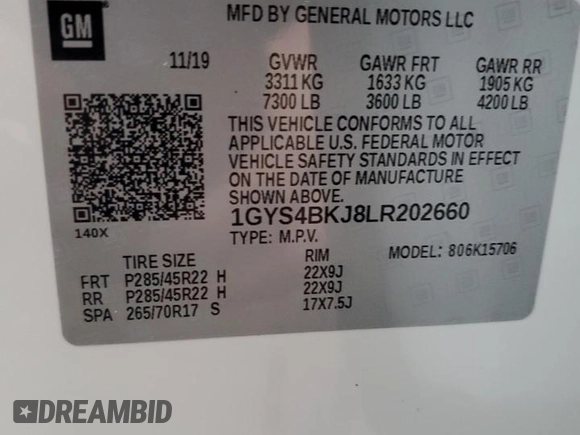 MFD BY GENERAL MOTORS LLC
GM
11/19 GVWR GAWR FRT GAWR RR
3311 KG 1633 KG 1905 KG
7300 LB 3600 LB 4200 LB
THIS VEHICLE CONFORMS TO ALL
APPLICABLE U.S. FEDERAL MOTOR
VEHICLE SAFETY STANDARDS IN EFFECT
ON THE DATE OF MANUFACTURE
SHOWN ABOVE.
1GYS4BKJ8LR202660
140X
TYPE: M.P.V. MODEL: 806K15706
TIRE SIZE RIM
FRT P285/45R22 H 22X9J
RR P285/45R22 H 22X9J
SPA 265/70R17 S 17X7.5J
DREAMBID